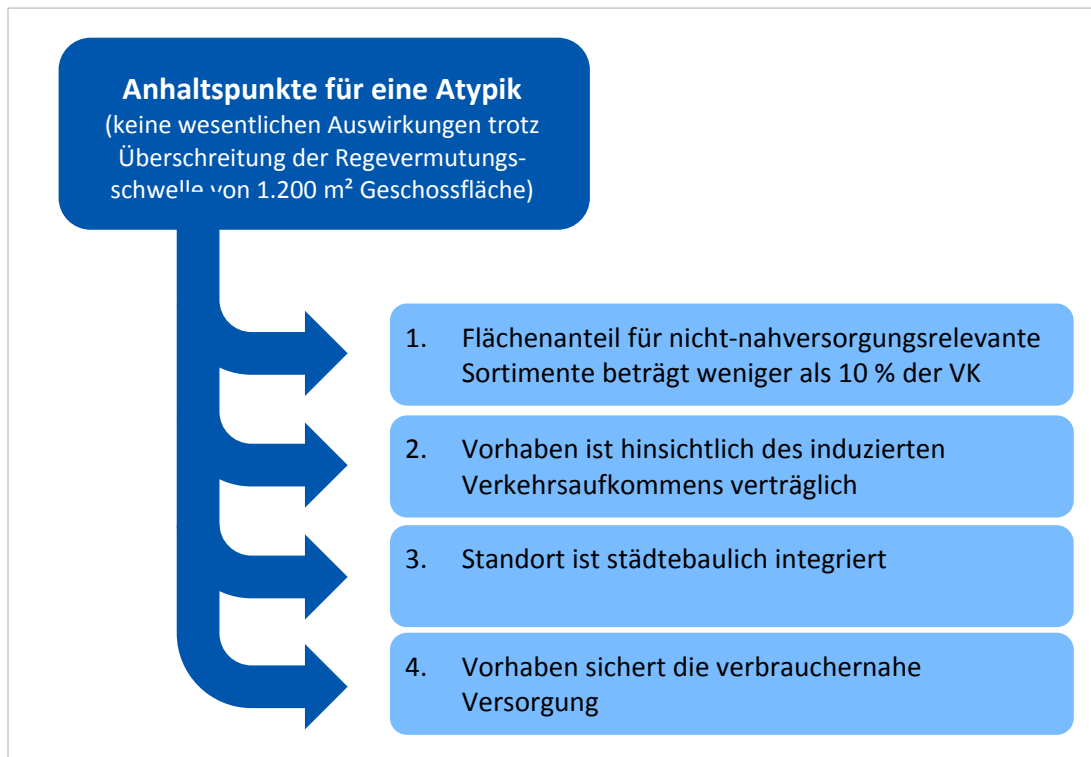 Anhaltspunkte für eine Atypik
(keine wesentlichen Auswirkungen trotz
Überschreitung der Regevermutungs-
schwelle von 1.200 m² Geschossfläche)
1. Flächenanteil für nicht-nahversorgungsrelevante
Sortimente beträgt weniger als 10 % der VK
2. Vorhaben ist hinsichtlich des induzierten
Verkehrsaufkommens verträglich
3. Standort ist städtebaulich integriert
4. Vorhaben sichert die verbrauchernahe
Versorgung